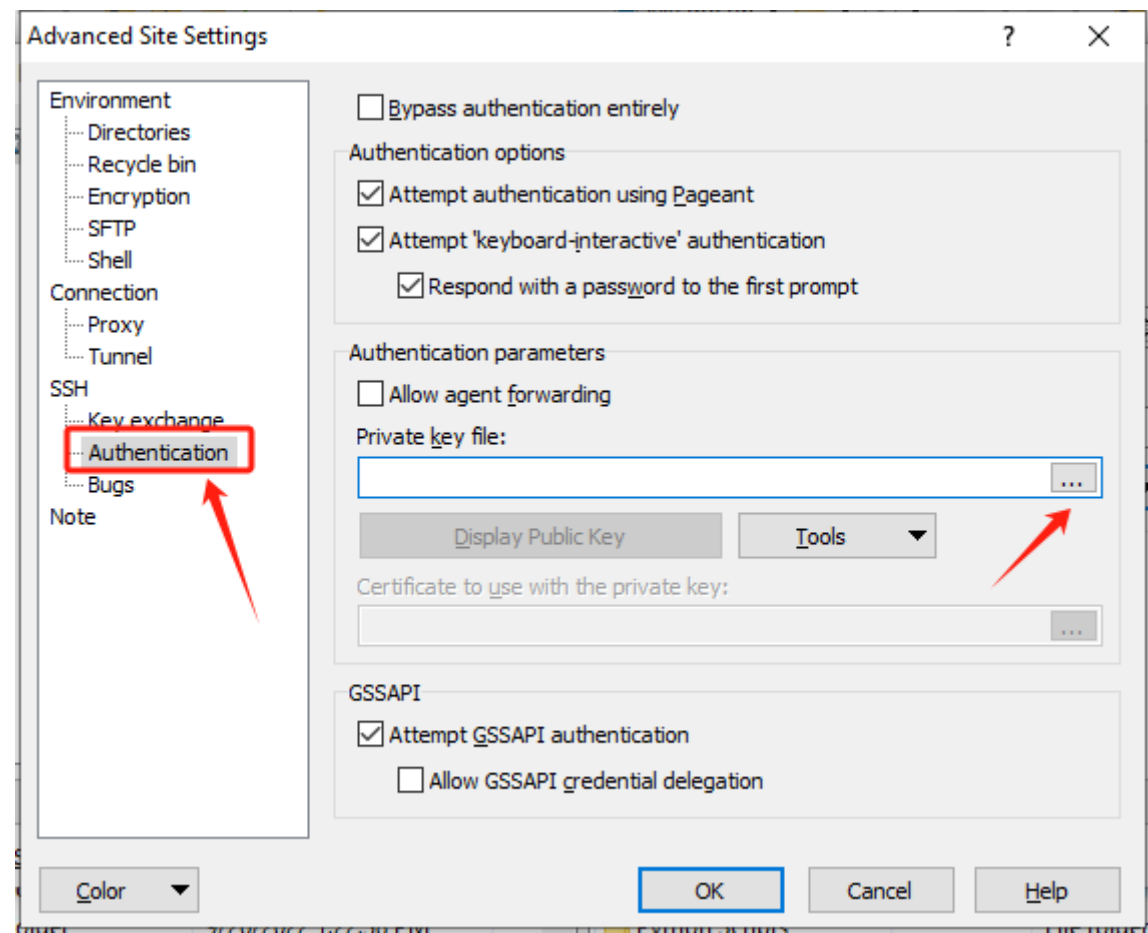 Advanced Site Settings
?
Environment
Directories
Recycle bin
Encryption
SFTP
Shell
Connection
Proxy
Tunnel
SSH
Key exchange
Authentication
Bugs
Note
Bypass authentication entirely
Authentication options
Attempt authentication using Pageant
Attempt 'keyboard-interactive' authentication
Respond with a password to the first prompt
Authentication parameters
Allow agent forwarding
Private key file:
...
Display Public Key
Tools
Certificate to use with the private key:
...
GSSAPI
Attempt GSSAPI authentication
Allow GSSAPI credential delegation
Color
OK
Cancel
Help